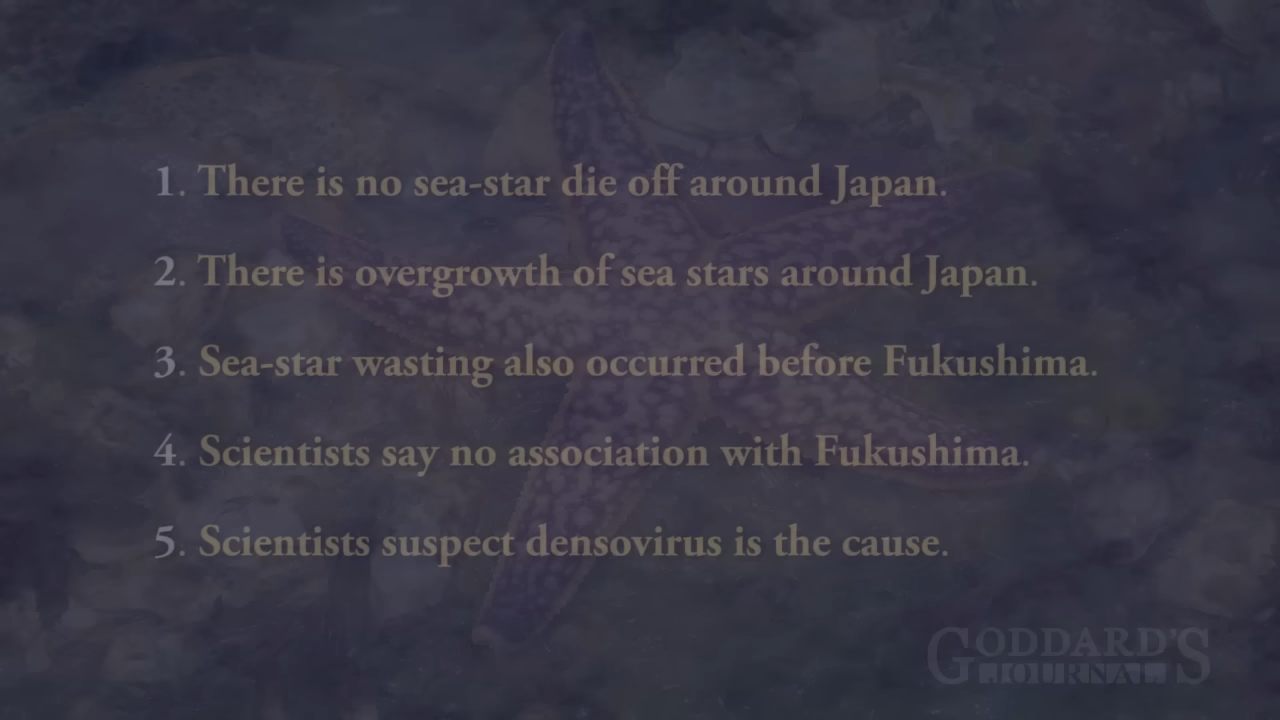 1. There is no sea-star die off around Japan.
2. There is overgrowth of sea stars around Japan.
3. Sea-star wasting also occurred before Fukushima.
4. Scientists say no association with Fukushima.
5. Scientists suspect densovirus is the cause.
GODDARD'S
JOURNAL